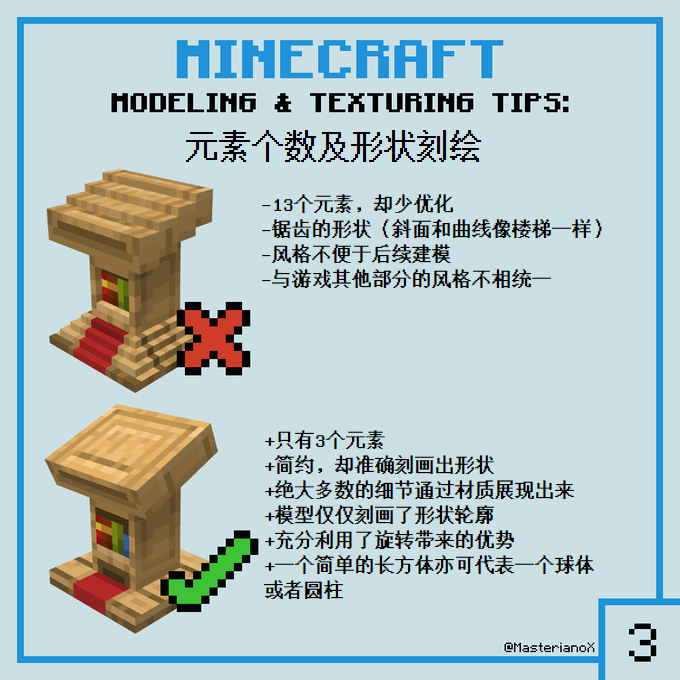 MINECRAFT
MODELING & TEXTURING TIPS:
元素个数及形状刻绘
-13个元素，却少优化
-锯齿的形状（斜面和曲线像楼梯一样）
-风格不便于后续建模
-与游戏其他部分的风格不相统一
+只有3个元素
+简约，却准确刻画出形状
+绝大多数的细节通过材质展现出来
+模型仅仅刻画了形状轮廓
+充分利用了旋转带来的优势
+一个简单的长方体亦可代表一个球体
或者圆柱
@MasterianoX
3